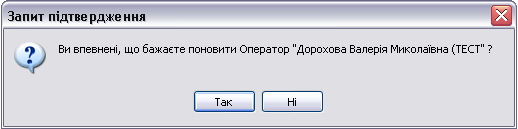 Запит підтвердження
Ви впевнені, що бажаєте поновити Оператор "Дорохова Валерія Миколаївна (ТЕСТ" ?
Так
Ні